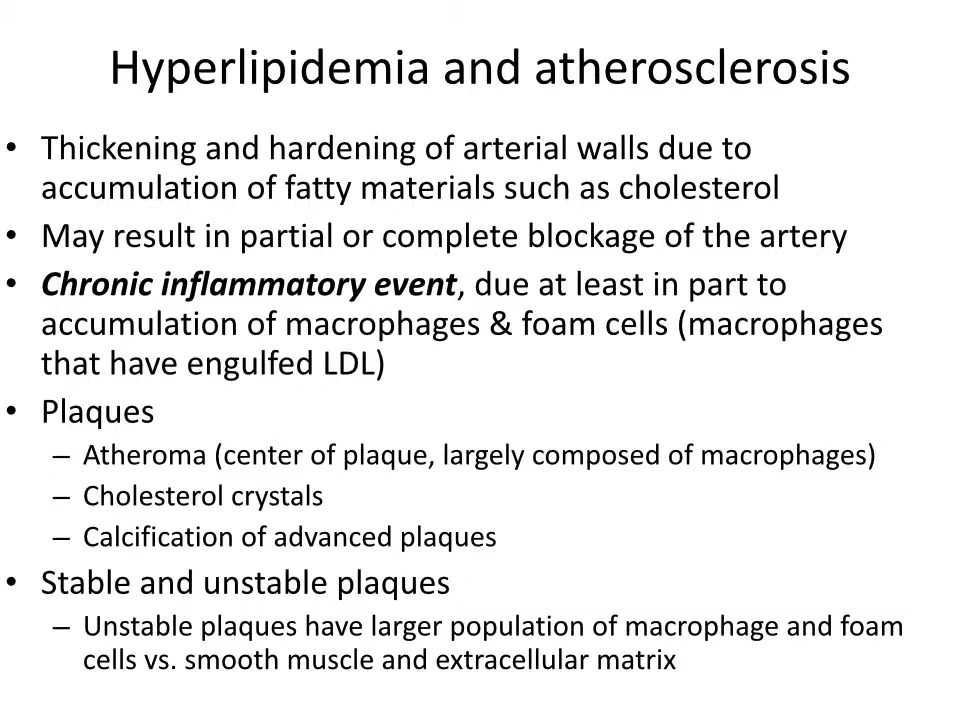 Hyperlipidemia and atherosclerosis
• Thickening and hardening of arterial walls due to
accumulation of fatty materials such as cholesterol
• May result in partial or complete blockage of the artery
• Chronic inflammatory event, due at least in part to
accumulation of macrophages & foam cells (macrophages
that have engulfed LDL)
• Plaques
– Atheroma (center of plaque, largely composed of macrophages)
– Cholesterol crystals
– Calcification of advanced plaques
• Stable and unstable plaques
– Unstable plaques have larger population of macrophage and foam
cells vs. smooth muscle and extracellular matrix